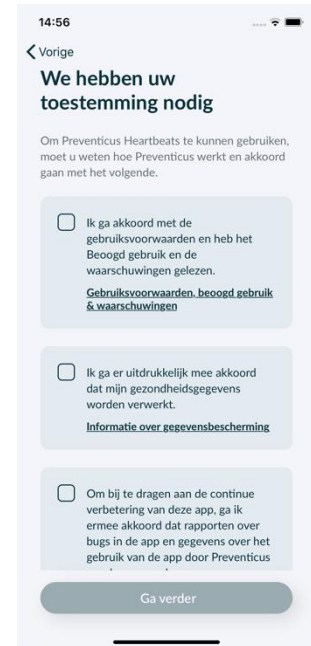 14:56
Vorige
We hebben uw
toestemming nodig
Om Preventicus Heartbeats te kunnen gebruiken,
moet u weten hoe Preventicus werkt en akkoord
gaan met het volgende.
Ik ga akkoord met de
gebruiksvoorwaarden en heb het
Beoogd gebruik en de
waarschuwingen gelezen.
Gebruiksvoorwaarden, beoogd gebruik
& waarschuwingen
Ik ga er uitdrukkelijk mee akkoord
dat mijn gezondheidsgegevens
worden verwerkt.
Informatie over gegevensbescherming
Om bij te dragen aan de continue
verbetering van deze app, ga ik
ermee akkoord dat rapporten over
bugs in de app en gegevens over het
gebruik van de app door Preventicus
Ga verder